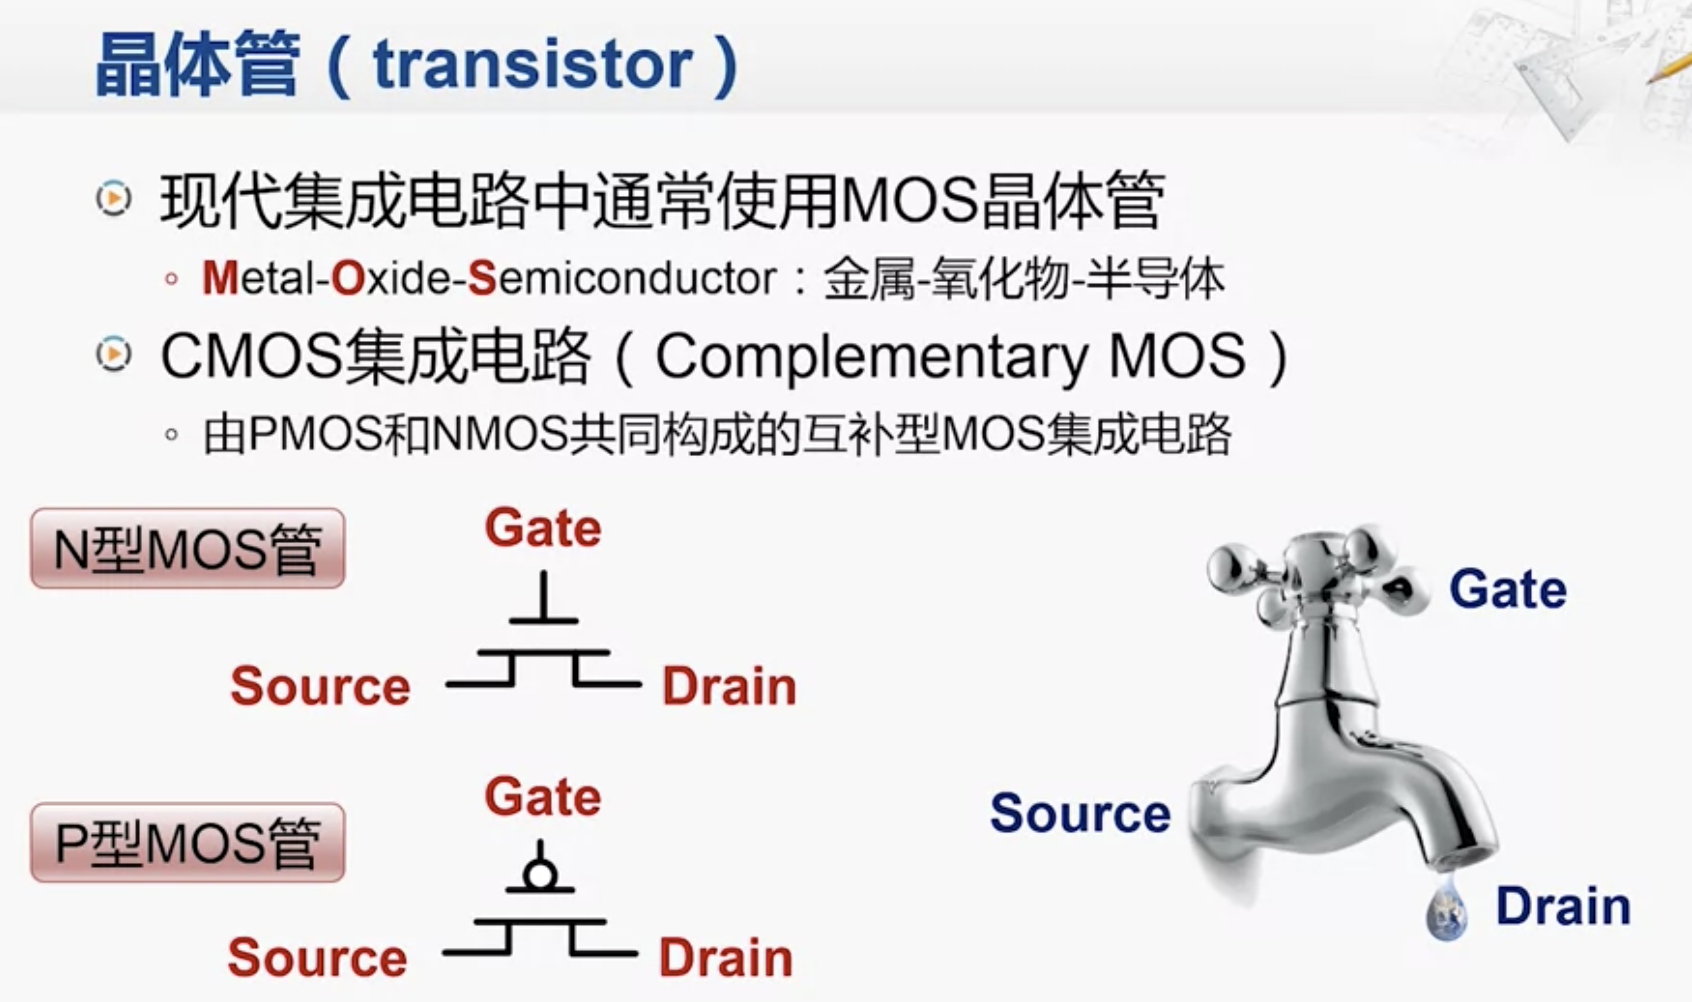 晶体管（transistor）
现代集成电路中通常使用MOS晶体管
Metal-Oxide-Semiconductor：金属-氧化物-半导体
CMOS集成电路（Complementary MOS）
由PMOS和NMOS共同构成的互补型MOS集成电路
N型MOS管
Gate
Source
Drain
P型MOS管
Gate
Source
Drain
Gate
Source
Drain